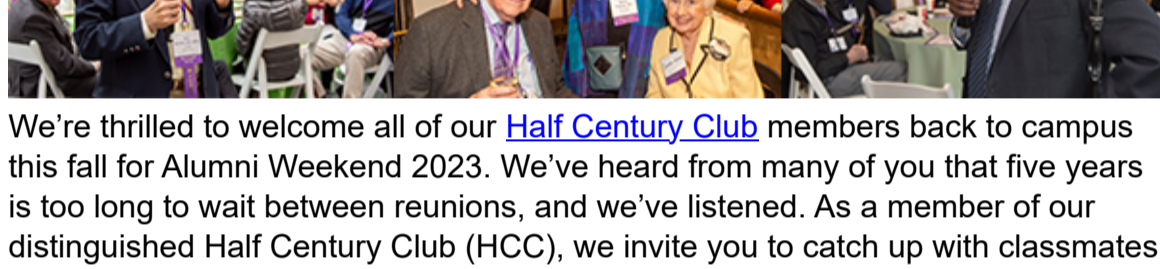 We’re thrilled to welcome all of our Half Century Club members back to campus
this fall for Alumni Weekend 2023. We’ve heard from many of you that five years
is too long to wait between reunions, and we’ve listened. As a member of our
distinguished Half Century Club (HCC), we invite you to catch up with classmates